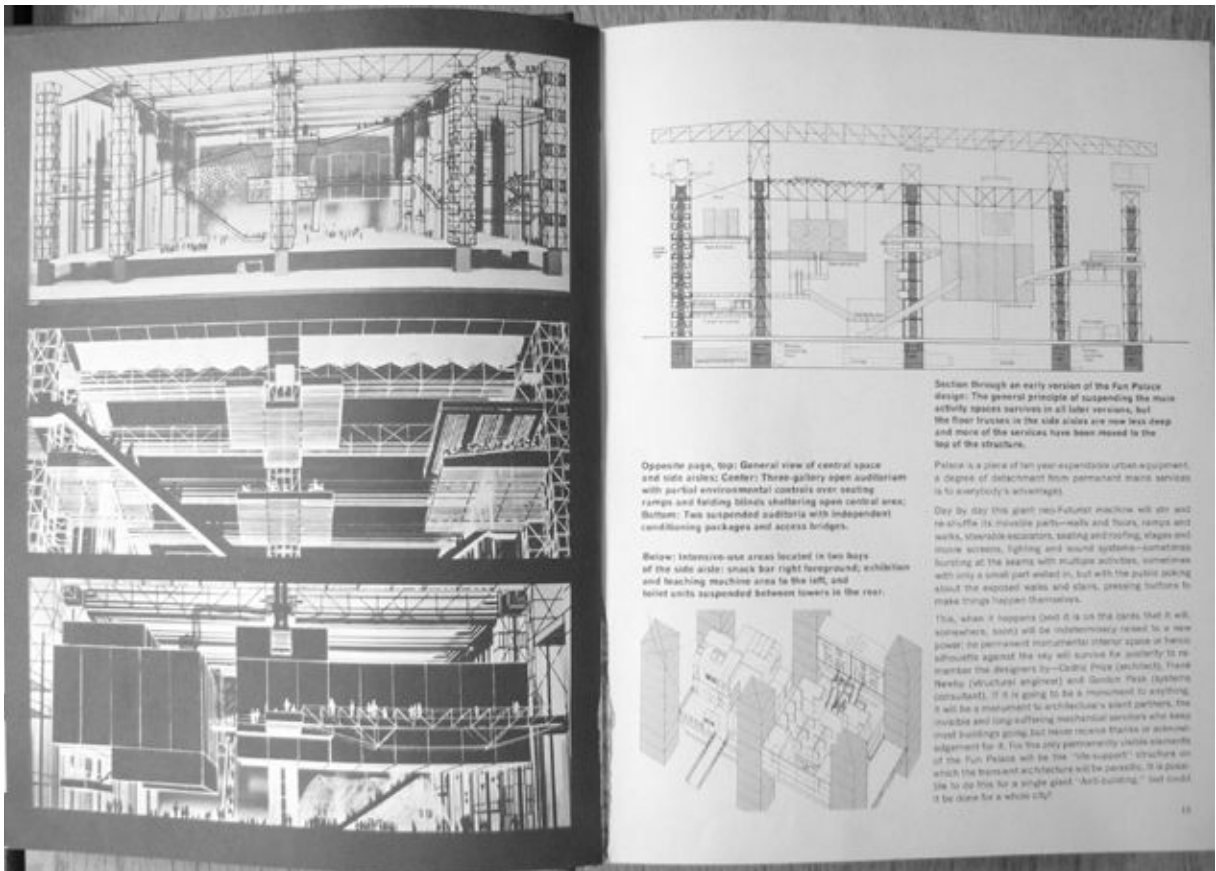 Section through an early version of the Fun Palace
design: The general principle of suspending the main
activity spaces survives in all later versions, but
the floor trusses in the side aisles are now less deep
and more of the services have been moved to the
top of the structure.
Opposite page, top: General view of central space
and side aisles; Center: Three-gallery open auditorium
with partial environmental controls over seating
ramps and folding blinds sheltering open central area;
Bottom: Two suspended auditoria with independent
conditioning packages and access bridges.
Below: Intensive-use areas located in two bays
of the side aisle: snack bar right foreground; exhibition
and teaching machine area to the left, and
toilet units suspended between towers in the rear.
Palace is a piece of ten year expendable urban equipment,
a degree of detachment from permanent mains services
is to everybody's advantage).
Day by day this giant neo-Futurist machine will stir and
re-shuffle its movable parts—walls and floors, ramps and
walks, steerable escalators, seating and roofing, stages and
movie screens, lighting and sound systems—sometimes
bursting at the seams with multiple activities, sometimes
with only a small part walled in, but with the public poking
about the exposed walks and stairs, pressing buttons to
make things happen themselves.
This, when it happens (and it is on the cards that it will,
somewhere, soon) will be indeterminacy raised to a new
power: no permanent monumental interior space or heroic
silhouette against the sky will survive for posterity to re-
member the designers by—Cedric Price (architect), Frank
Newby (structural engineer) and Gordon Pask (systems
consultant). If it is going to be a monument to anything,
it will be a monument to architecture's silent partners, the
invisible and long-suffering mechanical services who keep
most buildings going, but never receive thanks or acknowl-
edgement for it. For the only permanently visible elements
of the Fun Palace will be the "life-support" structure on
which the transient architecture will be parasitic. It is possi-
ble to do this for a single giant "Anti-building," but could
it be done for a whole city?